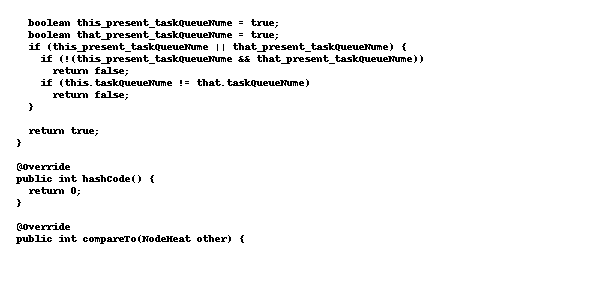 boolean this_present_taskQueueNume = true;
boolean that_present_taskQueueNume = true;
if (this_present_taskQueueNume || that_present_taskQueueNume) {
if (!(this_present_taskQueueNume && that_present_taskQueueNume))
return false;
if (this.taskQueueNume != that.taskQueueNume)
return false;
}
return true;
}
@Override
public int hashCode() {
return 0;
}
@Override
public int compareTo(NodeHeat other) {